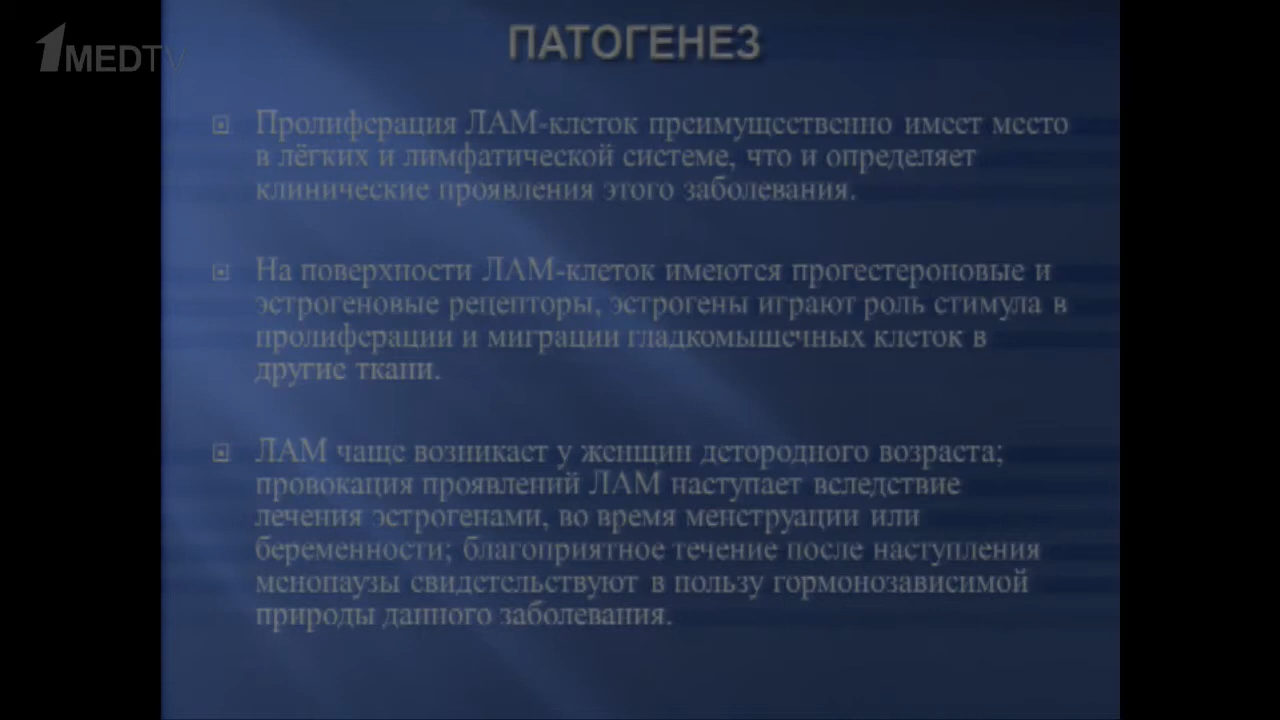 1MEDTV
ПАТОГЕНЕЗ
Пролиферация ЛАМ-клеток преимущественно имеет место
в лёгких и лимфатической системе, что и определяет
клинические проявления этого заболевания.
На поверхности ЛАМ-клеток имеются прогестероновые и
эстрогеновые рецепторы, эстрогены играют роль стимула в
пролиферации и миграции гладкомышечных клеток в
другие ткани.
ЛАМ чаще возникает у женщин детородного возраста;
провокация проявлений ЛАМ наступает вследствие
лечения эстрогенами, во время менструации или
беременности; благоприятное течение после наступления
менопаузы свидетельствуют в пользу гормонозависимой
природы данного заболевания.